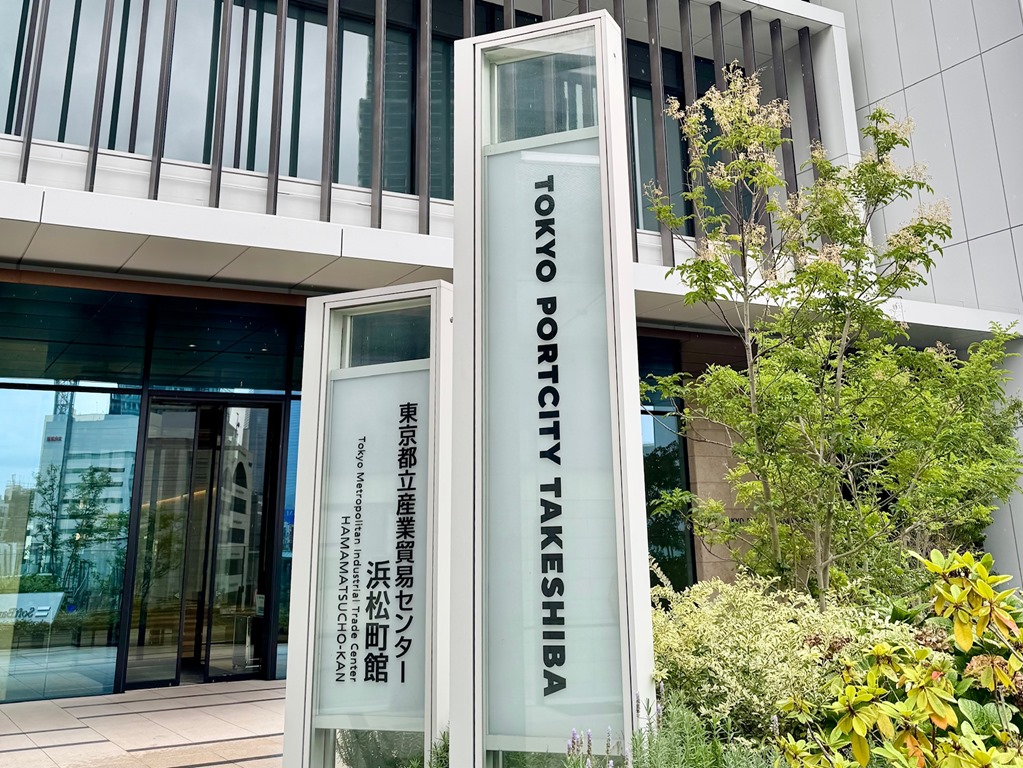 TOKYO PORTCITY TAKESHIBA
東京都立産業貿易センター
浜松町館
Tokyo Metropolitan Industrial Trade Center
HAMAMATSUCHO-KAN
SoftBank